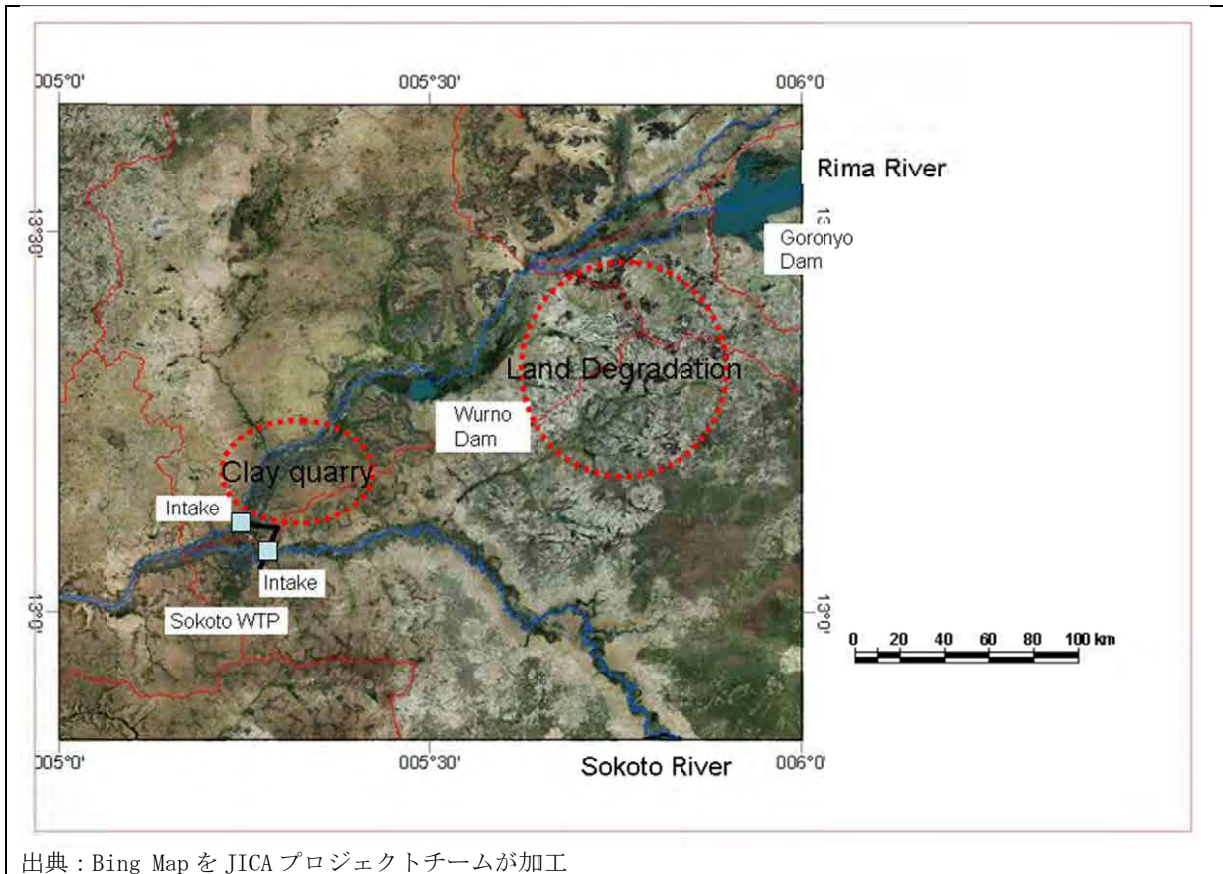 005°0'
005°30'
006°0'
Rima River
13°30'
13
Goronyo
Dam
Land Degradation
Wurno
Dam
Clay quarry
Intake
Intake
Sokoto WTP
13°0'
13°0'
0 20 40 60 80 100 km
005°0'
005°30'
006°0'
Sokoto River
出典：Bing Map を JICA プロジェクトチームが加工